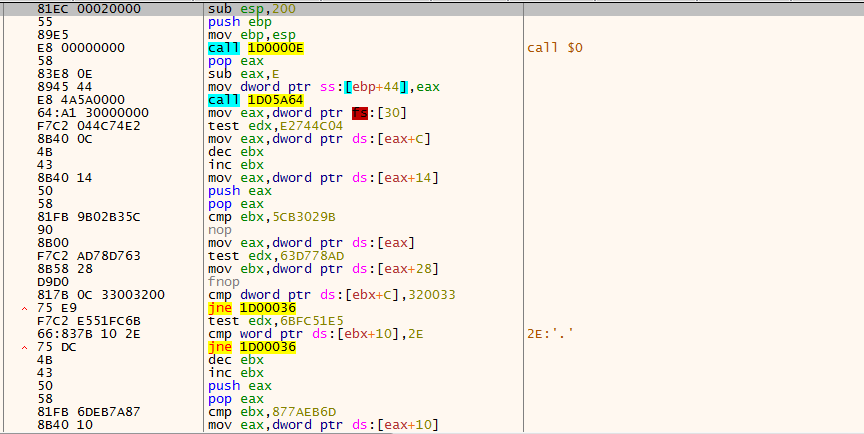 81EC 00020000 sub esp,200
55 push ebp
89E5 mov ebp,esp
E8 00000000 call 1D0000E call $0
58 pop eax
83E8 0E sub eax,E
8945 44 mov dword ptr ss:[ebp+44],eax
E8 4A5A0000 call 1D05A64
64:A1 30000000 mov eax,dword ptr fs:[30]
F7C2 044C74E2 test edx,E2744C04
8B40 0C mov eax,dword ptr ds:[eax+C]
4B dec ebx
43 inc ebx
8B40 14 mov eax,dword ptr ds:[eax+14]
50 push eax
58 pop eax
81FB 9B02B35C cmp ebx,5CB3029B
90 nop
8B00 mov eax,dword ptr ds:[eax]
F7C2 AD78D763 test edx,63D778AD
8B58 28 mov ebx,dword ptr ds:[eax+28]
D9D0 fnop
817B 0C 33003200 cmp dword ptr ds:[ebx+C],320033
75 E9 jne 1D00036
F7C2 E551FC6B test edx,6BFC51E5
66:837B 10 2E cmp word ptr ds:[ebx+10],2E 2E:'.'
75 DC jne 1D00036
4B dec ebx
43 inc ebx
50 push eax
58 pop eax
81FB 6DEB7A87 cmp ebx,877AEB6D
8B40 10 mov eax,dword ptr ds:[eax+10]